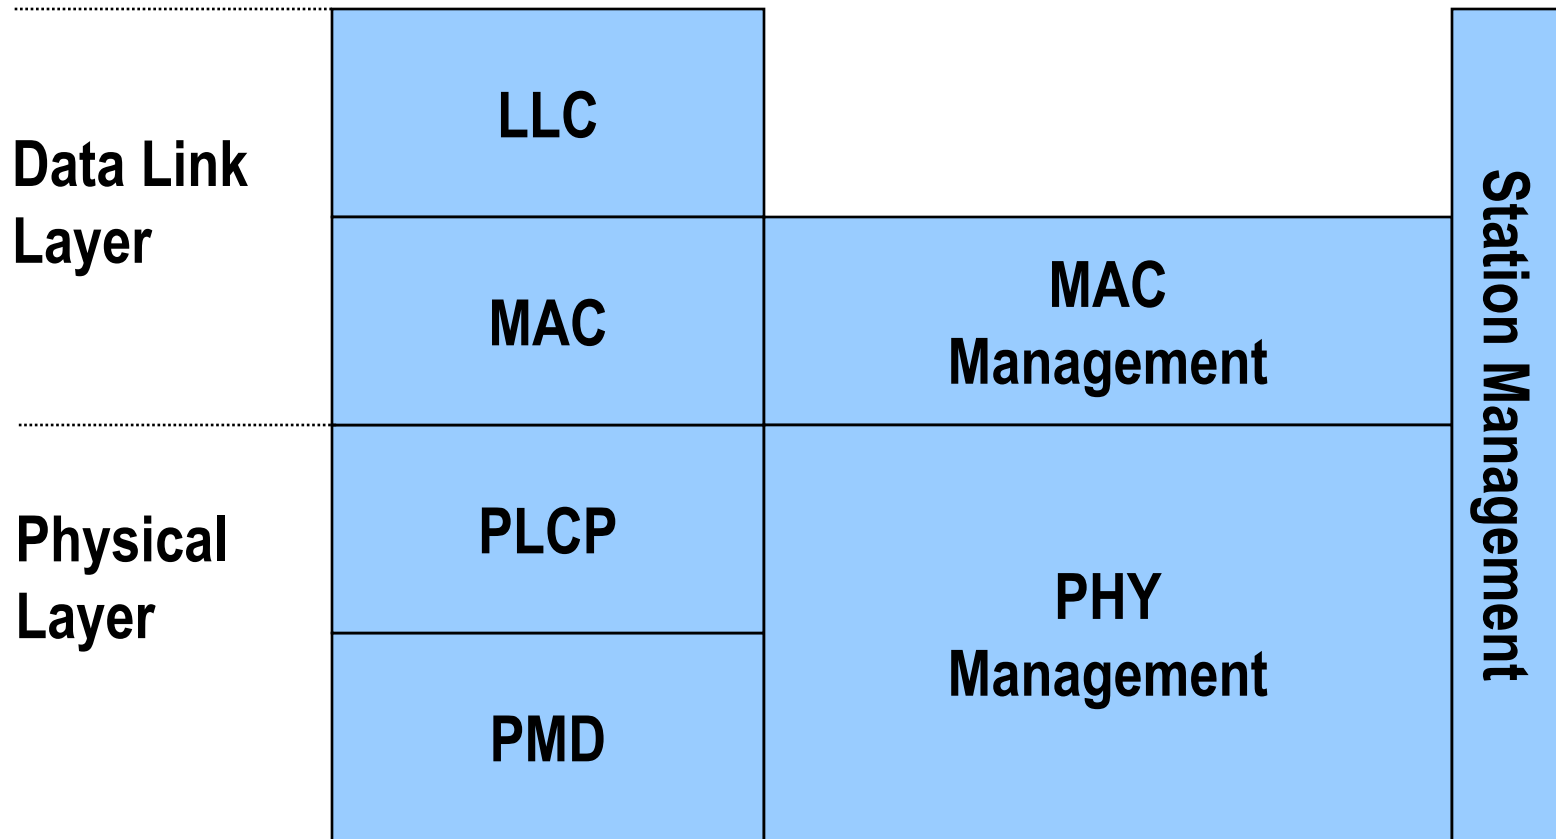 Data Link
Layer
LLC
MAC
MAC
Management
Physical
Layer
PLCP
PMD
PHY
Management
Station Management